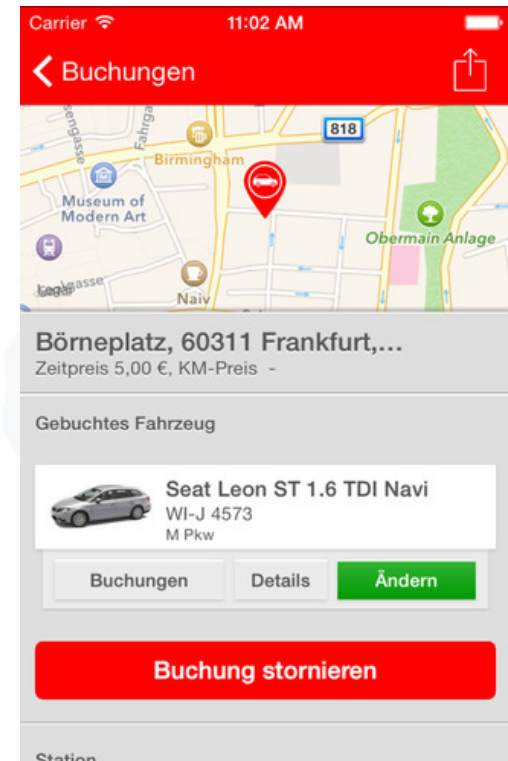 Carrier 11:02 AM
Buchungen
sengasse
Fahrga
818
Birmingham
Museum of
Modern Art
Obermain Anlage
Naiv
Börneplatz, 60311 Frankfurt,...
Zeitpreis 5,00 €, KM-Preis -
Gebuchtes Fahrzeug
Seat Leon ST 1.6 TDI Navi
WI-J 4573
M Pkw
Buchungen Details Ändern
Buchung stornieren
Station